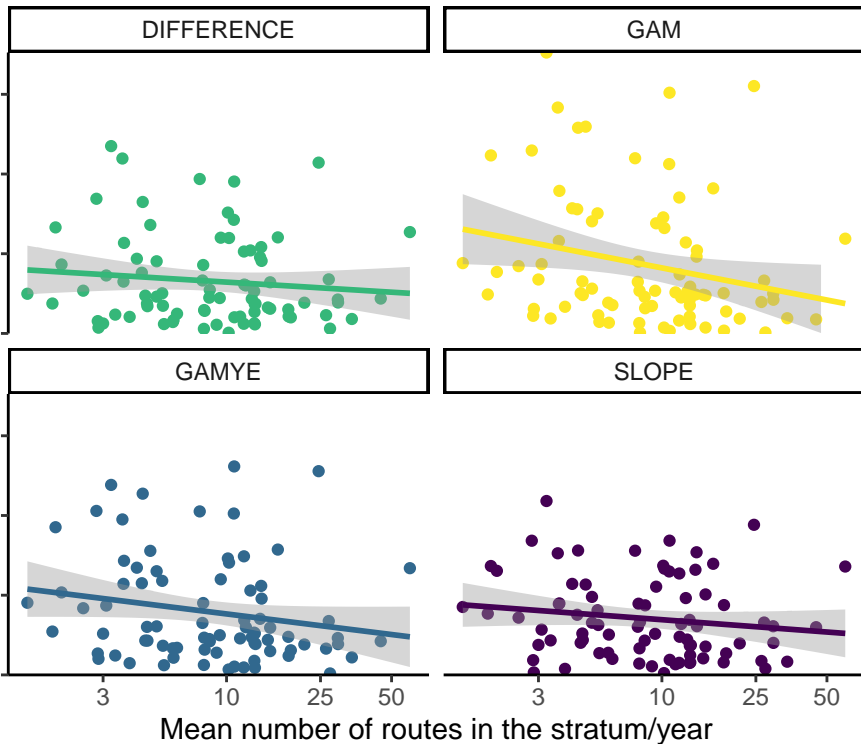 DIFFERENCE GAM
GAMYE SLOPE
3 10 25 50 3 10 25 50
Mean number of routes in the stratum/year